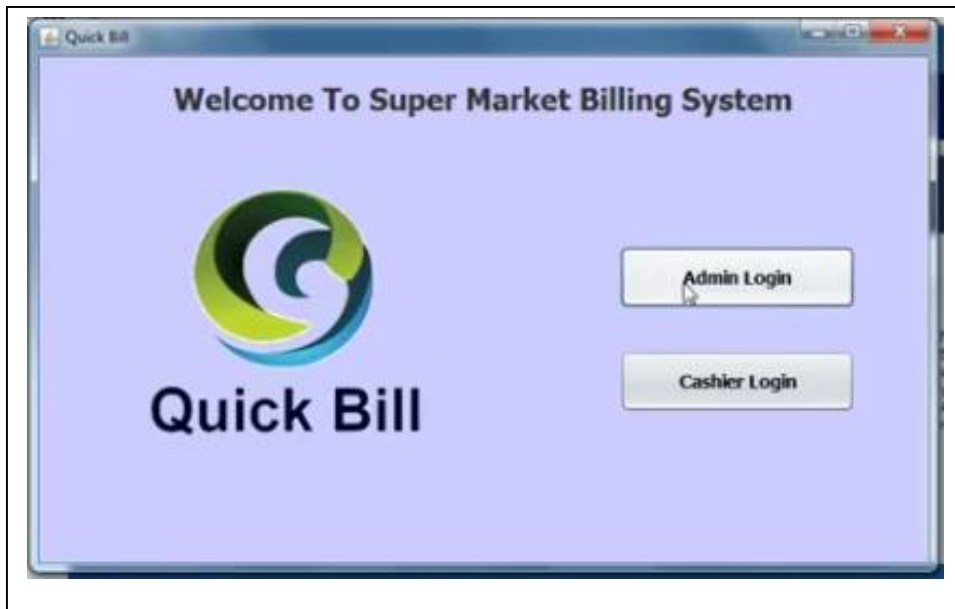 Quick Bill
Welcome To Super Market Billing System
Admin Login
Cashier Login
Quick Bill